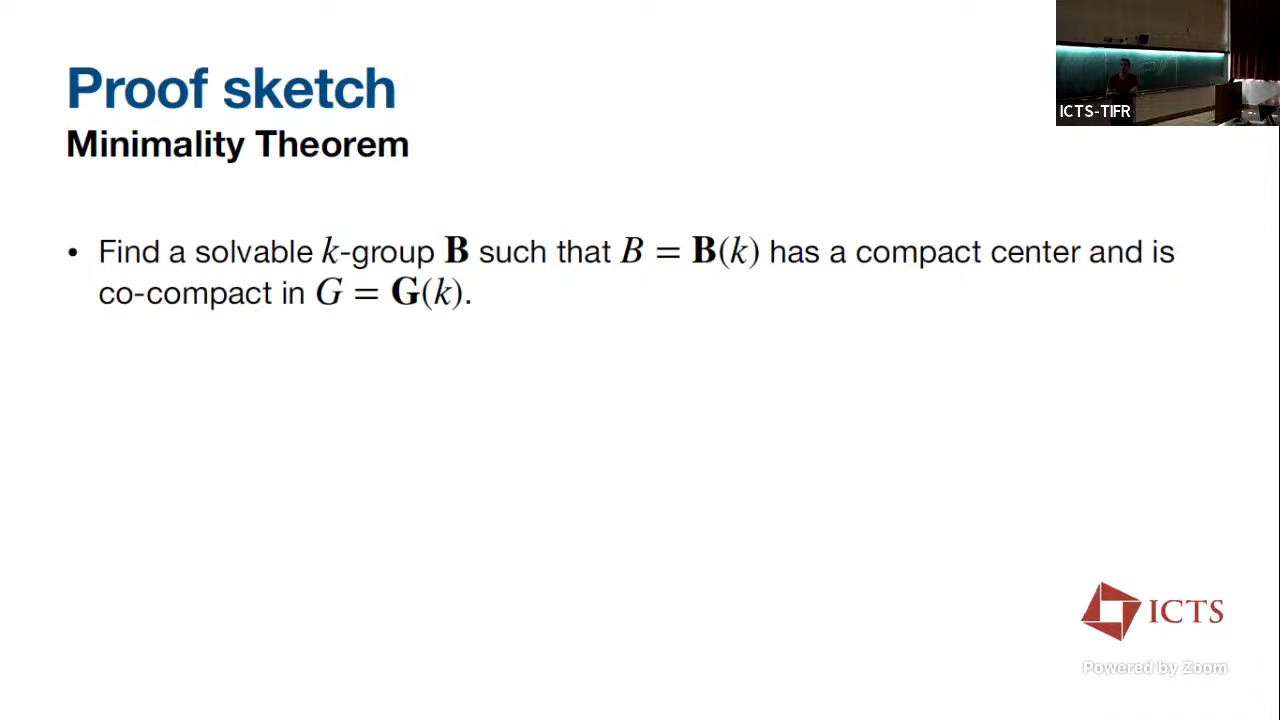 Proof sketch
Minimality Theorem
ICTS-TIFR
• Find a solvable k-group B such that B = B(k) has a compact center and is
co-compact in G = G(k).
ICTS
Powered by Zoom